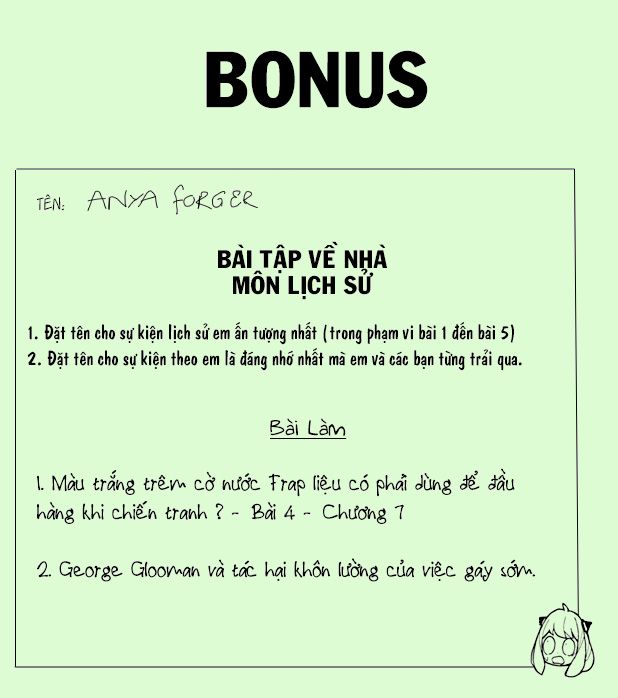 BONUS
TÊN: ANYA FORGER
BÀI TẬP VỀ NHÀ
MÔN LỊCH SỬ
1. Đặt tên cho sự kiện lịch sử em ấn tượng nhất (trong phạm vi bài 1 đến bài 5)
2. Đặt tên cho sự kiện theo em là đáng nhớ nhất mà em và các bạn từng trải qua.
Bài Làm
1. Màu trắng trêm cờ nước Frap liệu có phải dùng để đầu
hàng khi chiến tranh ? - Bài 4 - Chương 7
2. George Glooman và tác hại khôn lường của việc gáy sớm.